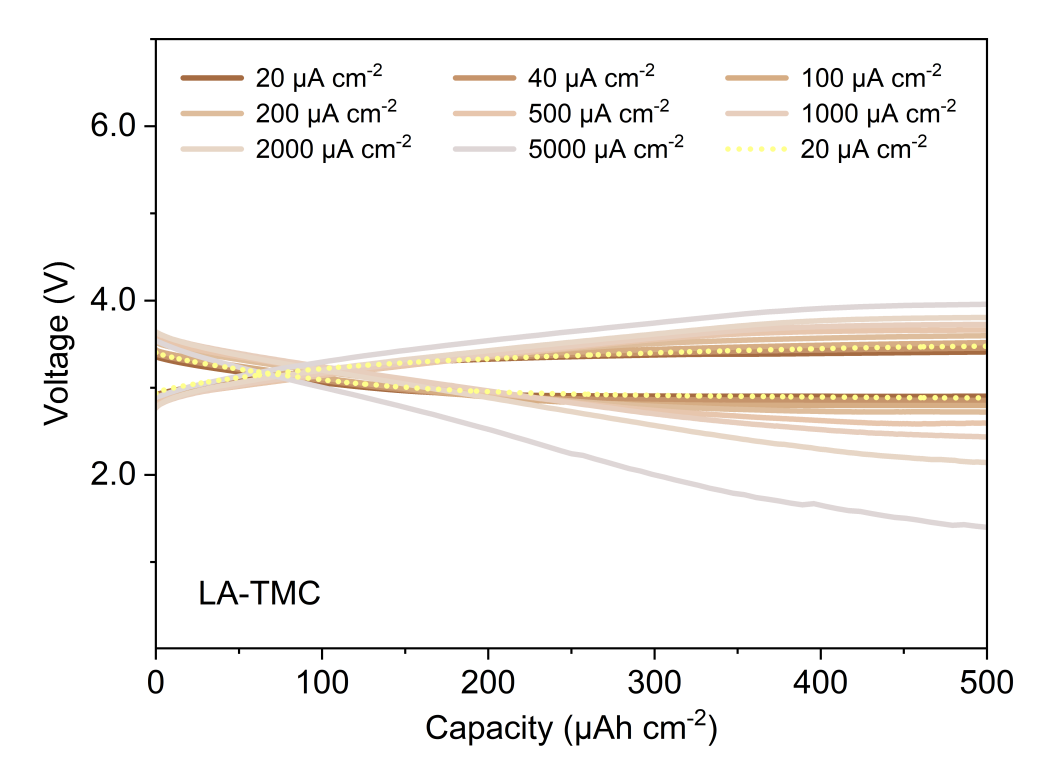 20 µA cm⁻² 40 µA cm⁻² 100 µA cm⁻²
200 µA cm⁻² 500 µA cm⁻² 1000 µA cm⁻²
2000 µA cm⁻² 5000 µA cm⁻² 20 µA cm⁻²
6.0
4.0
2.0
Voltage (V)
LA-TMC
0 100 200 300 400 500
Capacity (µAh cm⁻²)